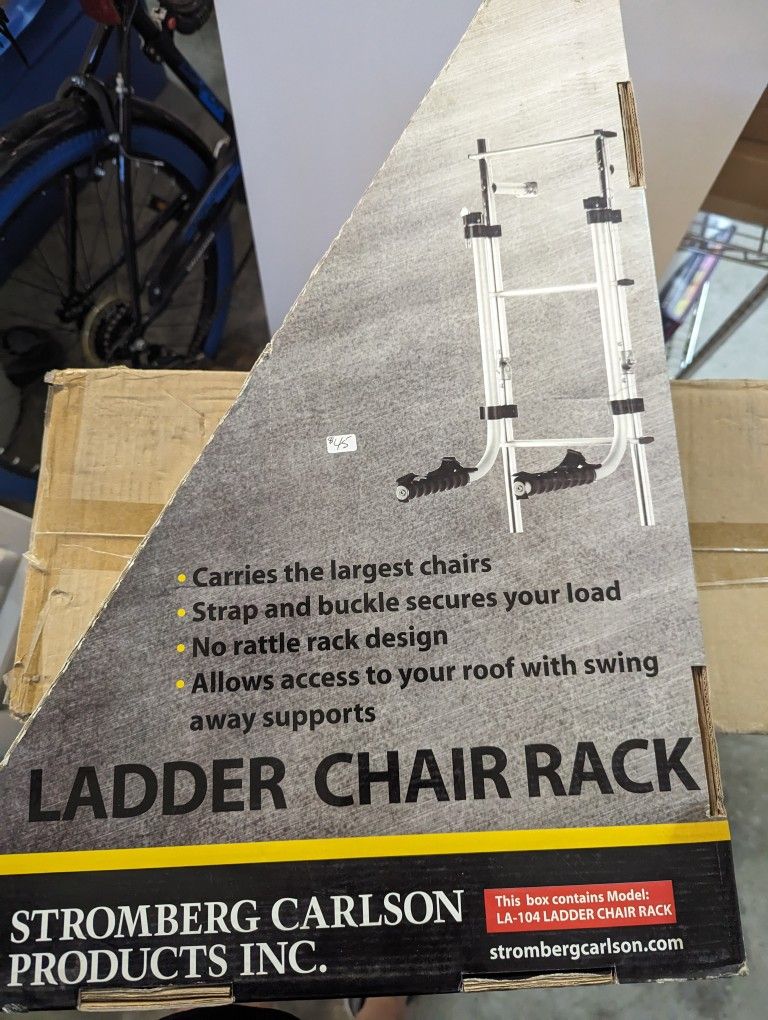 $45
• Carries the largest chairs
• Strap and buckle secures your load
• No rattle rack design
• Allows access to your roof with swing
away supports
LADDER CHAIR RACK
STROMBERG CARLSON
PRODUCTS INC.
This box contains Model:
LA-104 LADDER CHAIR RACK
strombergcarlson.com